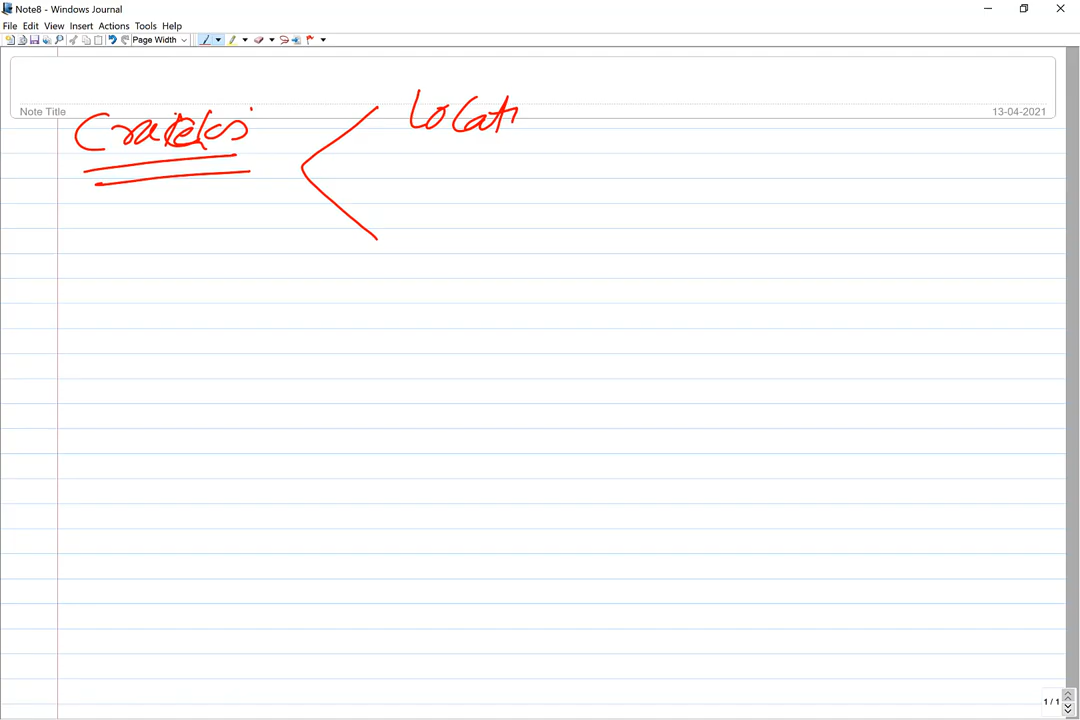 Note8 - Windows Journal
File Edit View Insert Actions Tools Help
Page Width
Locati
Note Title
13-04-2021
1 / 1